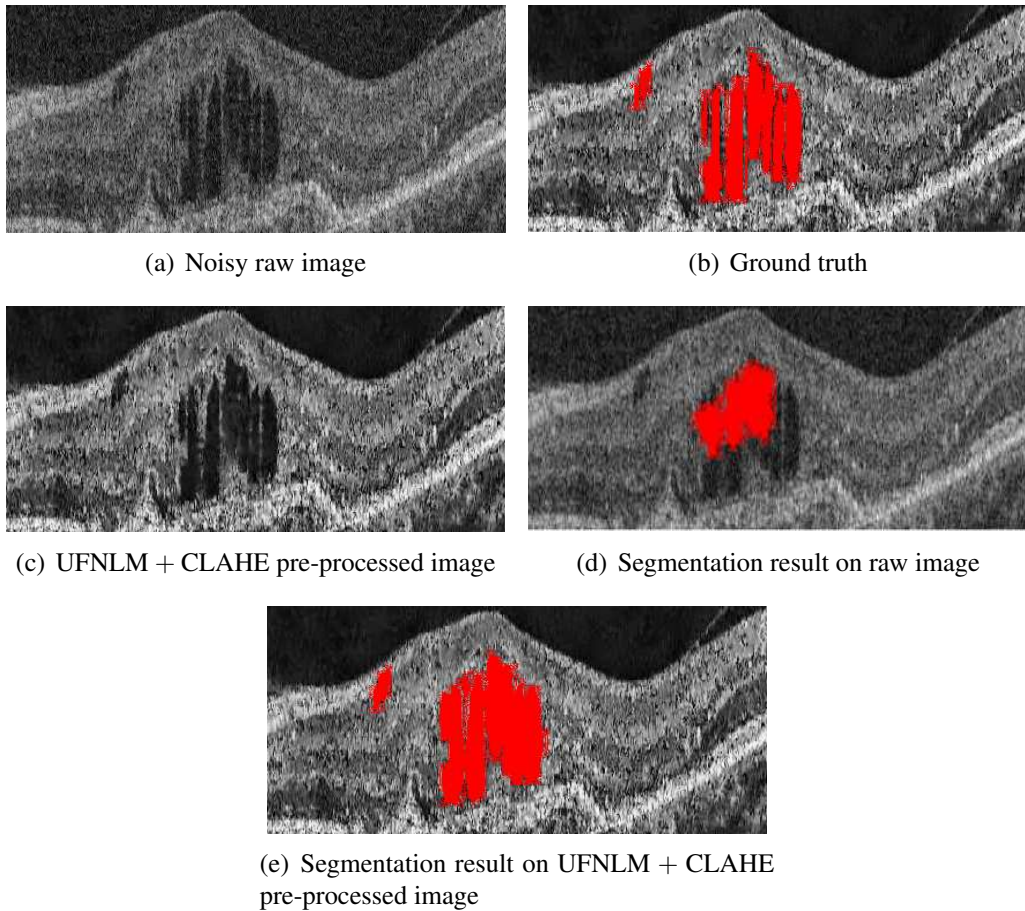 (a) Noisy raw image
(b) Ground truth
(c) UFNLM + CLAHE pre-processed image
(d) Segmentation result on raw image
(e) Segmentation result on UFNLM + CLAHE
pre-processed image